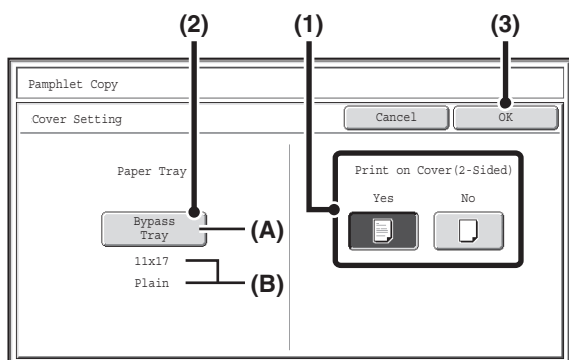 (2)
(1)
(3)
Pamphlet Copy
Cover Setting
Cancel
OK
Paper Tray
Bypass
Tray
(A)
11x17
Plain
(B)
Print on Cover(2-Sided)
Yes
No